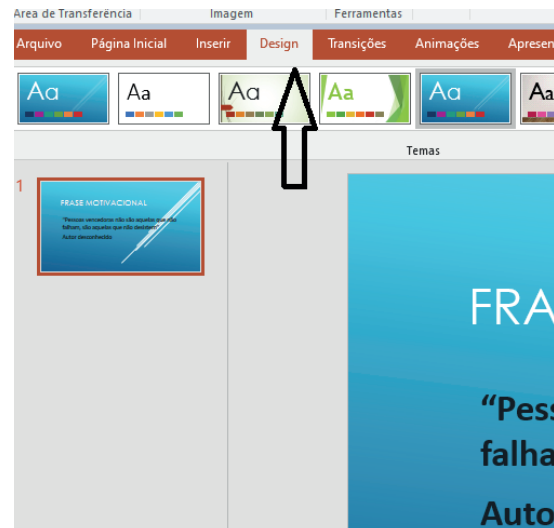 Área de Transferência Imagem Ferramentas
Arquivo Página Inicial Inserir Design Transições Animações Apresen
Aa Aa Aa Aa Aa Aa
Temas
1
FRASE MOTIVACIONAL
"Pessoas vencedoras não são aquelas que não
falham, são aquelas que não desistem"
Autor desconhecido
FRA
“Pess
falha
Auto